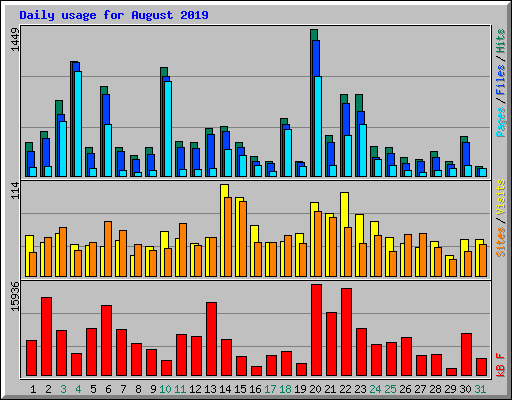 Daily usage for August 2019
1449
Pages / Files / Hits
114
Sites / Visits
15936
kB F
1 2 3 4 5 6 7 8 9 10 11 12 13 14 15 16 17 18 19 20 21 22 23 24 25 26 27 28 29 30 31